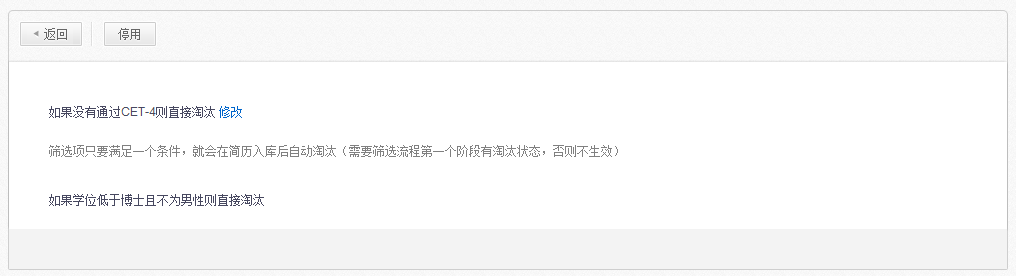 返回 停用
如果没有通过CET-4则直接淘汰 修改
筛选项只要满足一个条件，就会在简历入库后自动淘汰（需要筛选流程第一个阶段有淘汰状态，否则不生效）
如果学位低于博士且不为男性则直接淘汰